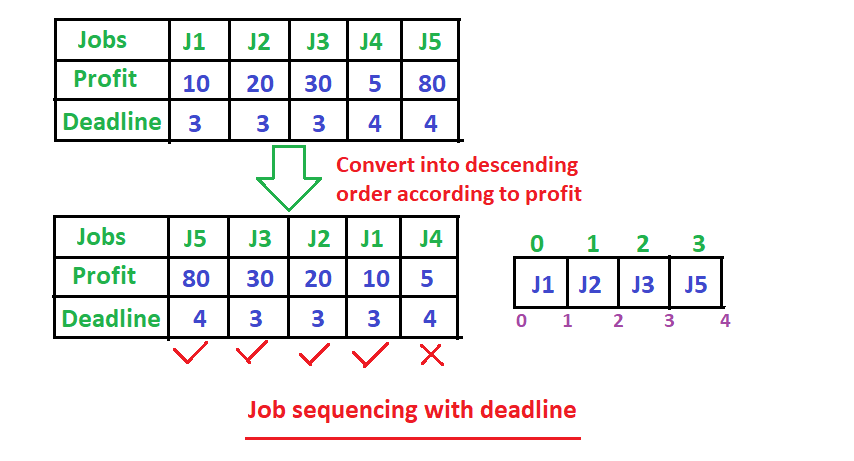 Jobs J1 J2 J3 J4 J5
Profit 10 20 30 5 80
Deadline 3 3 3 4 4
Convert into descending
order according to profit
Jobs J5 J3 J2 J1 J4
Profit 80 30 20 10 5
Deadline 4 3 3 3 4
0 1 2 3
J1 J2 J3 J5
0 1 2 3 4
Job sequencing with deadline